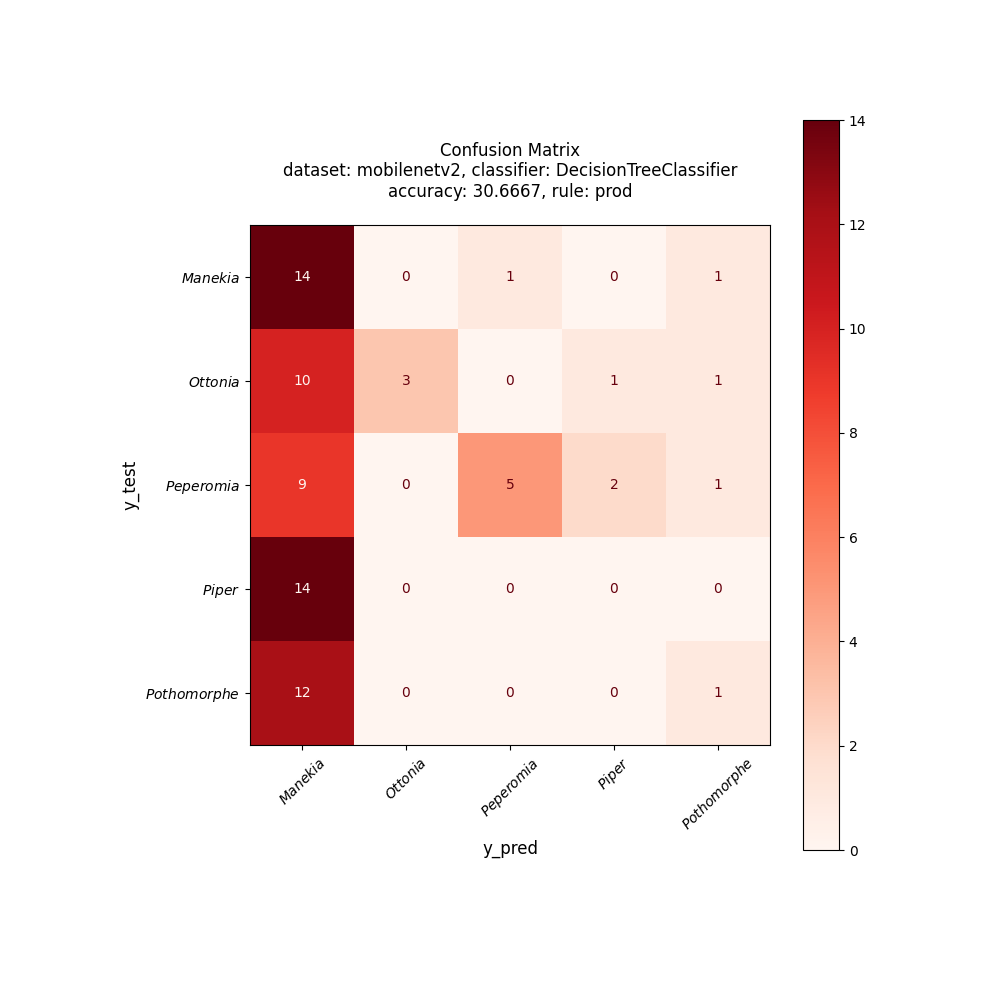 Confusion Matrix
dataset: mobilenetv2, classifier: DecisionTreeClassifier
accuracy: 30.6667, rule: prod
y_test
Manekia 14 0 1 0 1
Ottonia 10 3 0 1 1
Peperomia 9 0 5 2 1
Piper 14 0 0 0 0
Pothomorphe 12 0 0 0 1
Manekia Ottonia Peperomia Piper Pothomorphe
y_pred
14
12
10
8
6
4
2
0